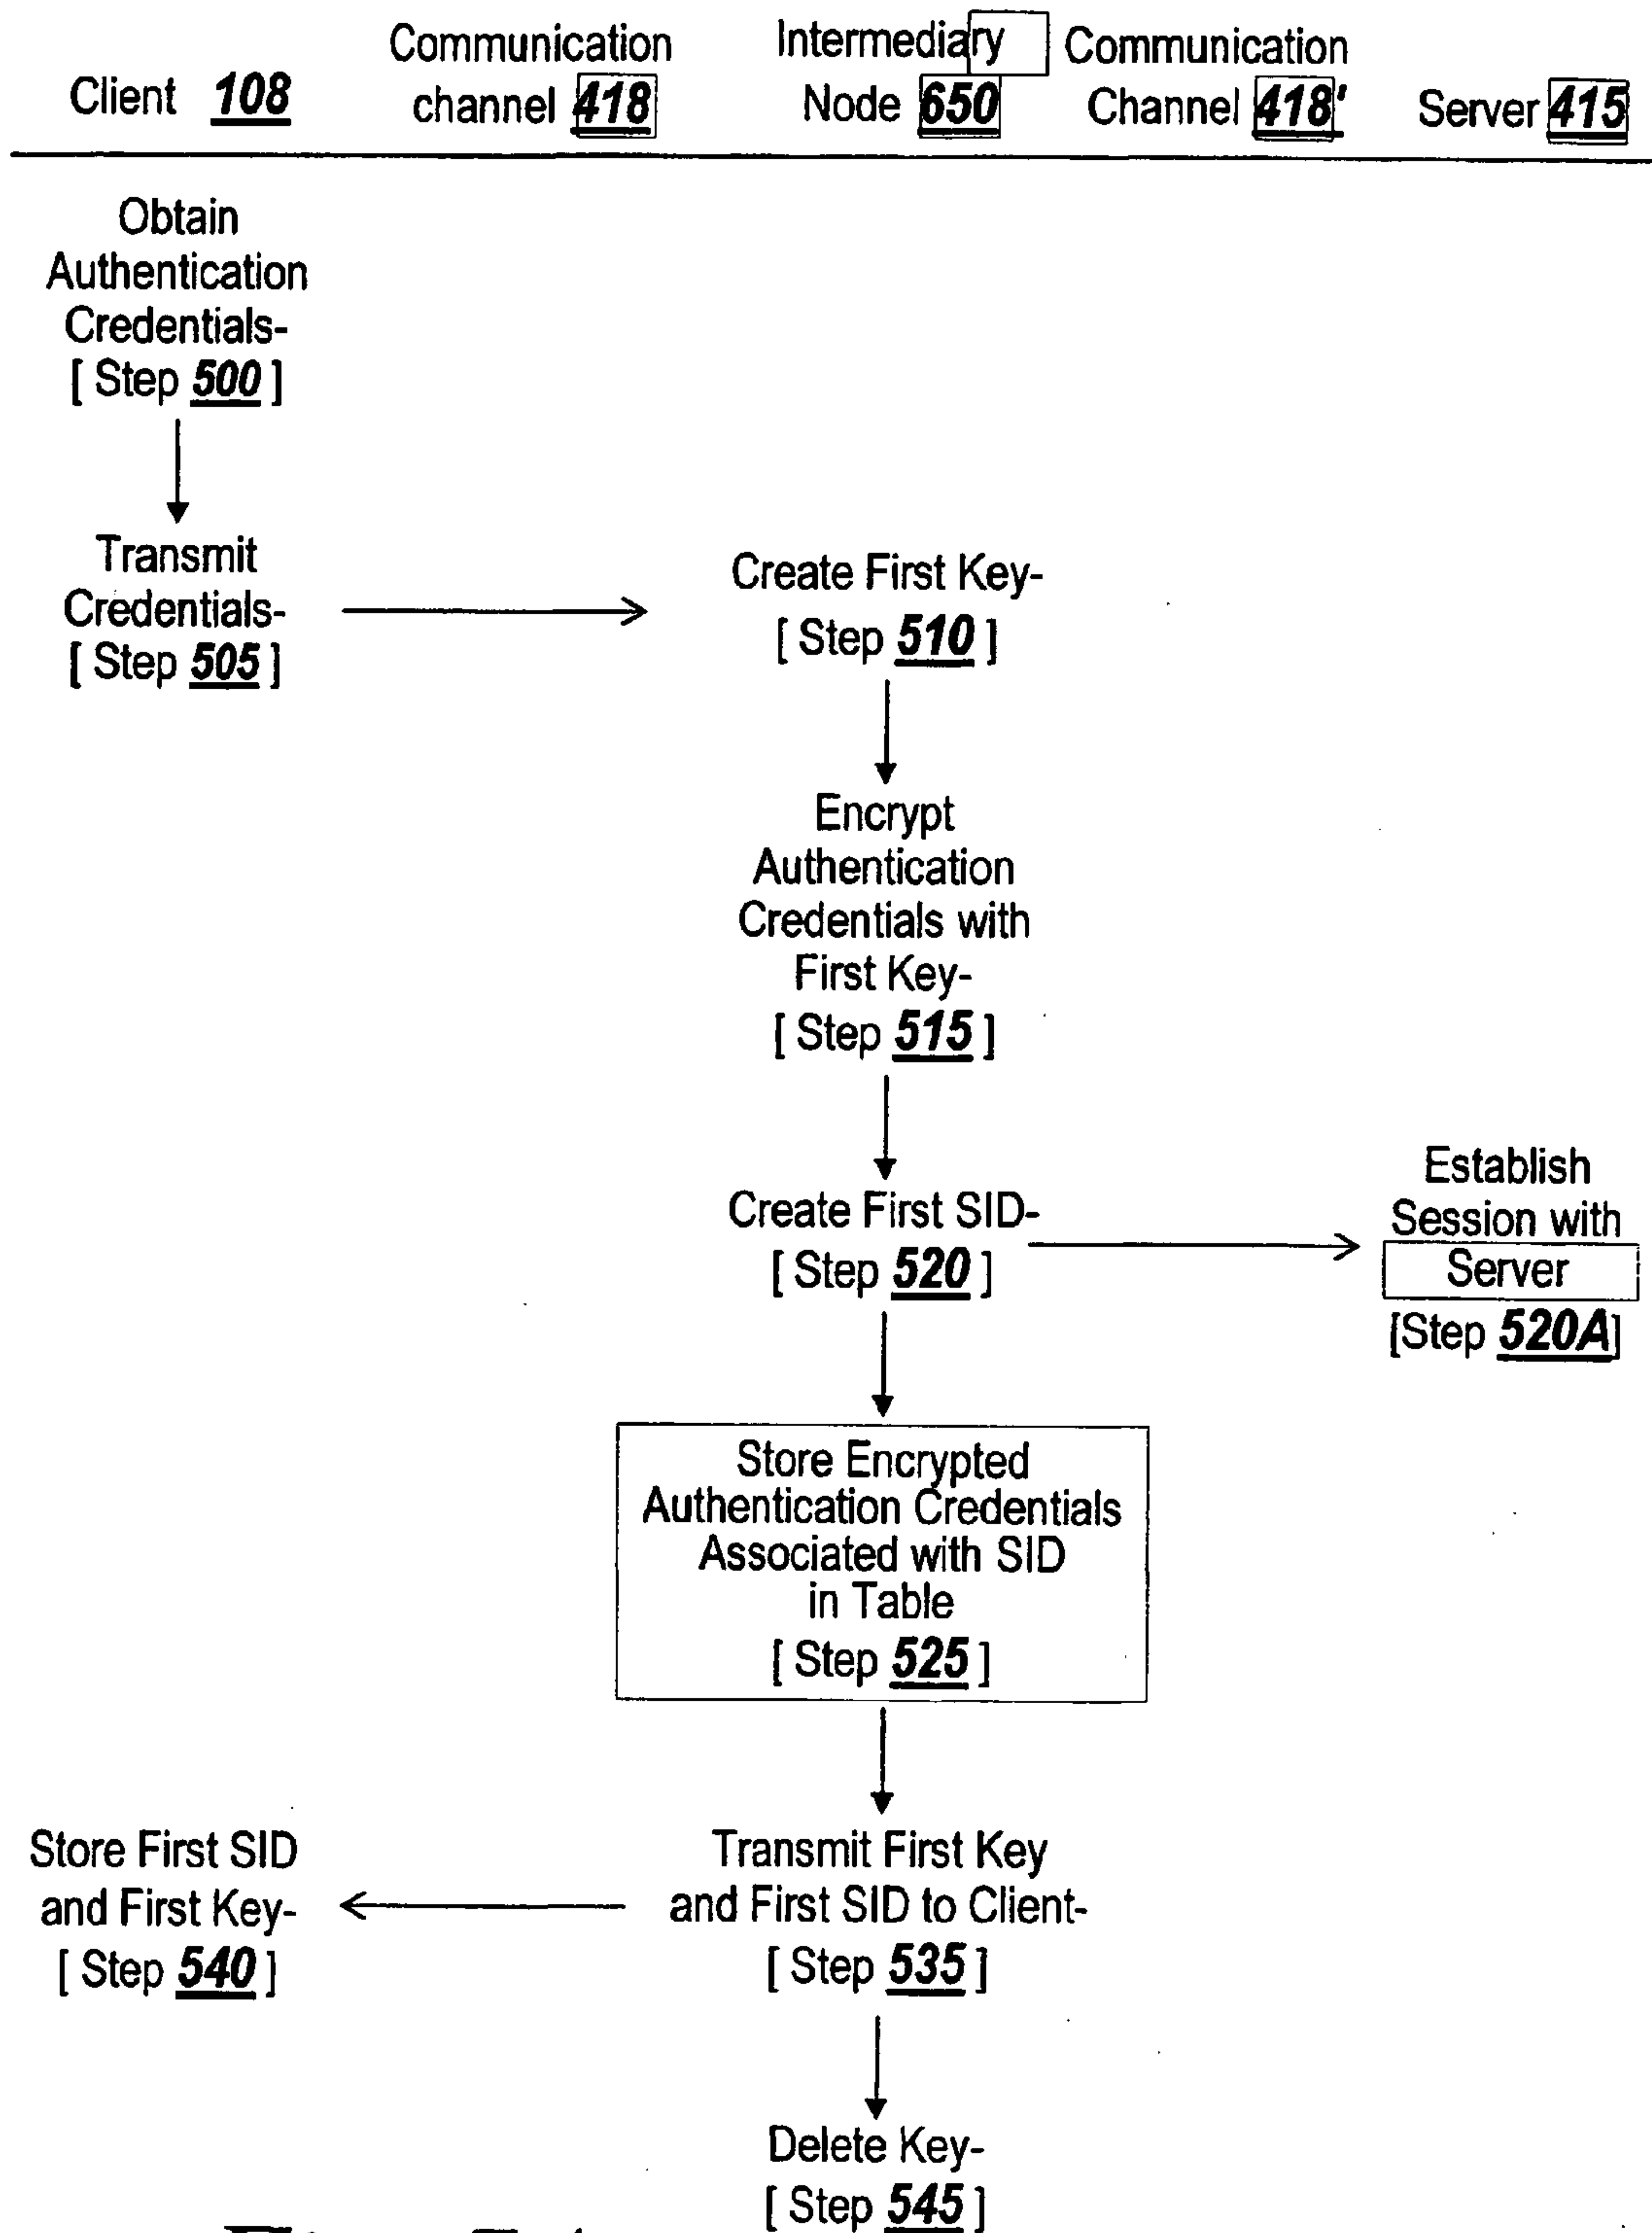 Client 108
Communication
channel 418
Intermediary
Node 650
Communication
Channel 418'
Server 415
Obtain
Authentication
Credentials-
[ Step 500 ]
Transmit
Credentials-
[ Step 505 ]
Create First Key-
[ Step 510 ]
Encrypt
Authentication
Credentials with
First Key-
[ Step 515 ]
Create First SID-
[ Step 520 ]
Establish
Session with
Server
[Step 520A]
Store Encrypted
Authentication Credentials
Associated with SID
in Table
[ Step 525 ]
Transmit First Key
and First SID to Client-
[ Step 535 ]
Store First SID
and First Key-
[ Step 540 ]
Delete Key-
[ Step 545 ]